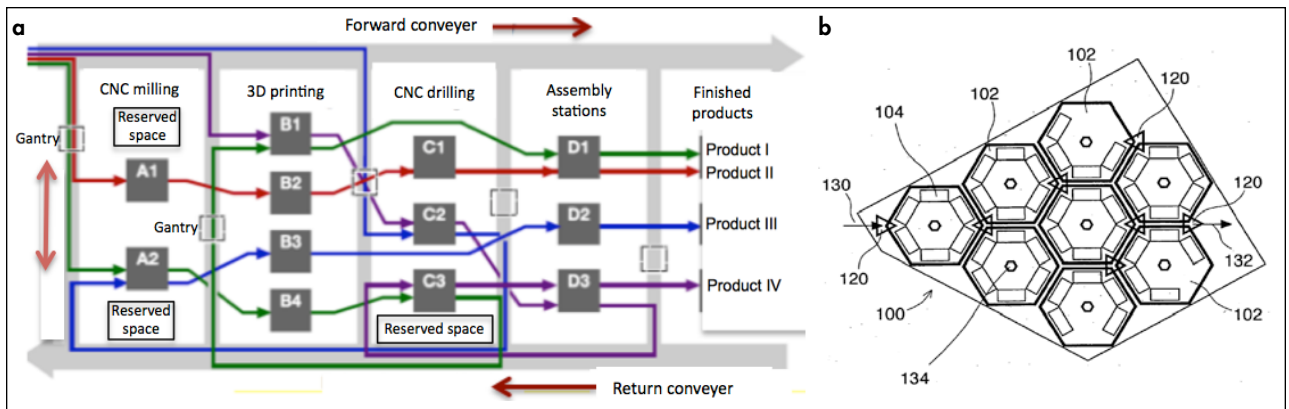 a
Forward conveyer
b
CNC milling
3D printing
CNC drilling
Assembly
stations
Finished
products
Reserved
space
Gantry
A1
A2
Reserved
space
B1
B2
Gantry
B3
B4
C1
C2
C3
Reserved space
D1
D2
D3
Product I
Product II
Product III
Product IV
Return conveyer
102
120
102
104
130
120
120
132
100
102
134